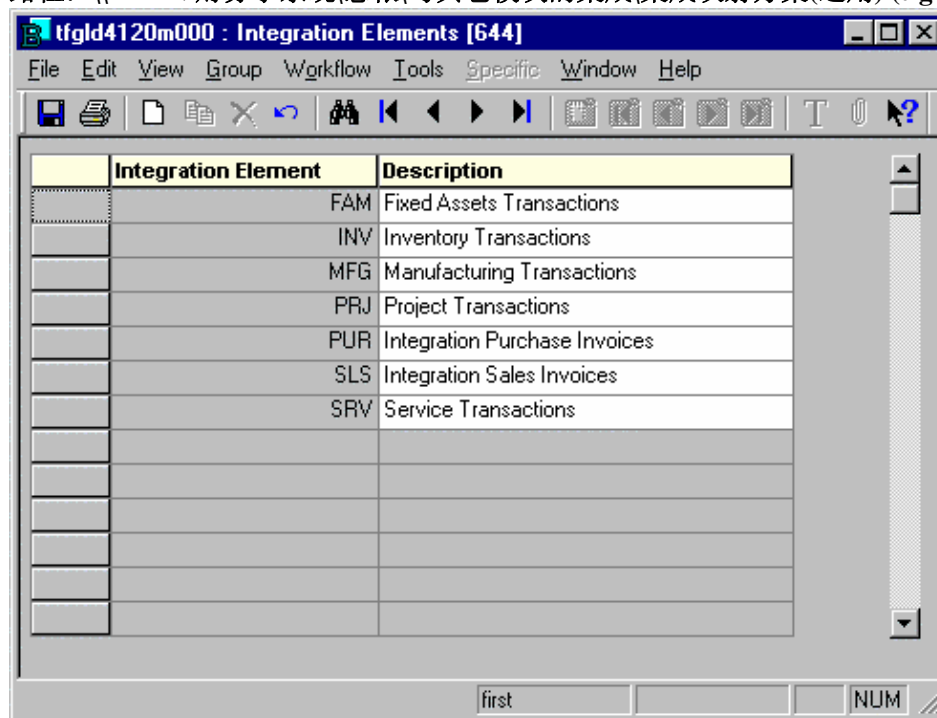 tfgld4120m000 : Integration Elements [644]
File Edit View Group Workflow Tools Specific Window Help
Integration Element Description
FAM Fixed Assets Transactions
INV Inventory Transactions
MFG Manufacturing Transactions
PRJ Project Transactions
PUR Integration Purchase Invoices
SLS Integration Sales Invoices
SRV Service Transactions
first NUM